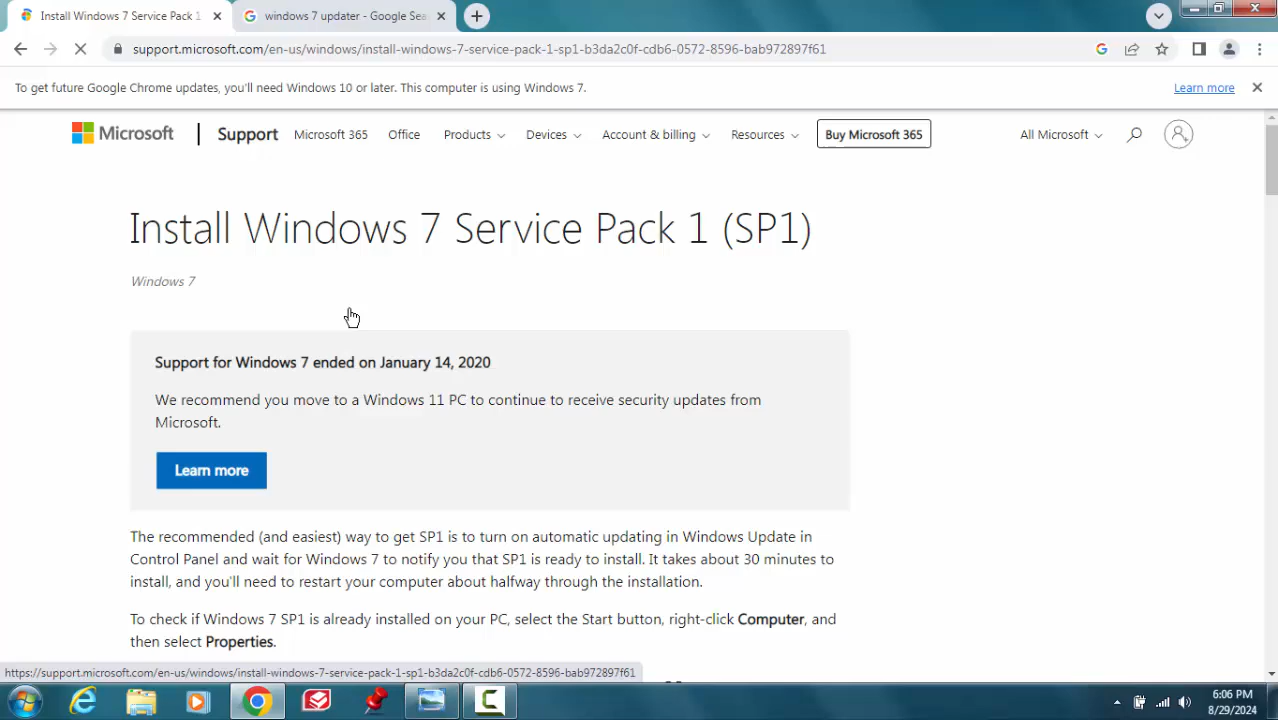 Install Windows 7 Service Pack 1
windows 7 updater - Google Sea
support.microsoft.com/en-us/windows/install-windows-7-service-pack-1-sp1-b3da2c0f-cdb6-0572-8596-bab972897f61
To get future Google Chrome updates, you'll need Windows 10 or later. This computer is using Windows 7.
Learn more
Microsoft
Support
Microsoft 365
Office
Products
Devices
Account & billing
Resources
Buy Microsoft 365
All Microsoft
Install Windows 7 Service Pack 1 (SP1)
Windows 7
Support for Windows 7 ended on January 14, 2020
We recommend you move to a Windows 11 PC to continue to receive security updates from
Microsoft.
Learn more
The recommended (and easiest) way to get SP1 is to turn on automatic updating in Windows Update in
Control Panel and wait for Windows 7 to notify you that SP1 is ready to install. It takes about 30 minutes to
install, and you'll need to restart your computer about halfway through the installation.
To check if Windows 7 SP1 is already installed on your PC, select the Start button, right-click Computer, and
then select Properties.
https://support.microsoft.com/en-us/windows/install-windows-7-service-pack-1-sp1-b3da2c0f-cdb6-0572-8596-bab972897f61
6:06 PM
8/29/2024